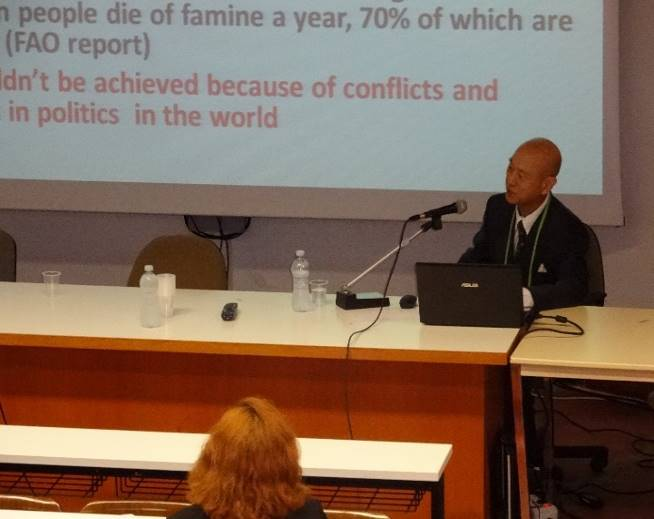 people die of famine a year, 70% of which are
(FAO report)
be achieved because of conflicts and
in politics in the world
ASUS